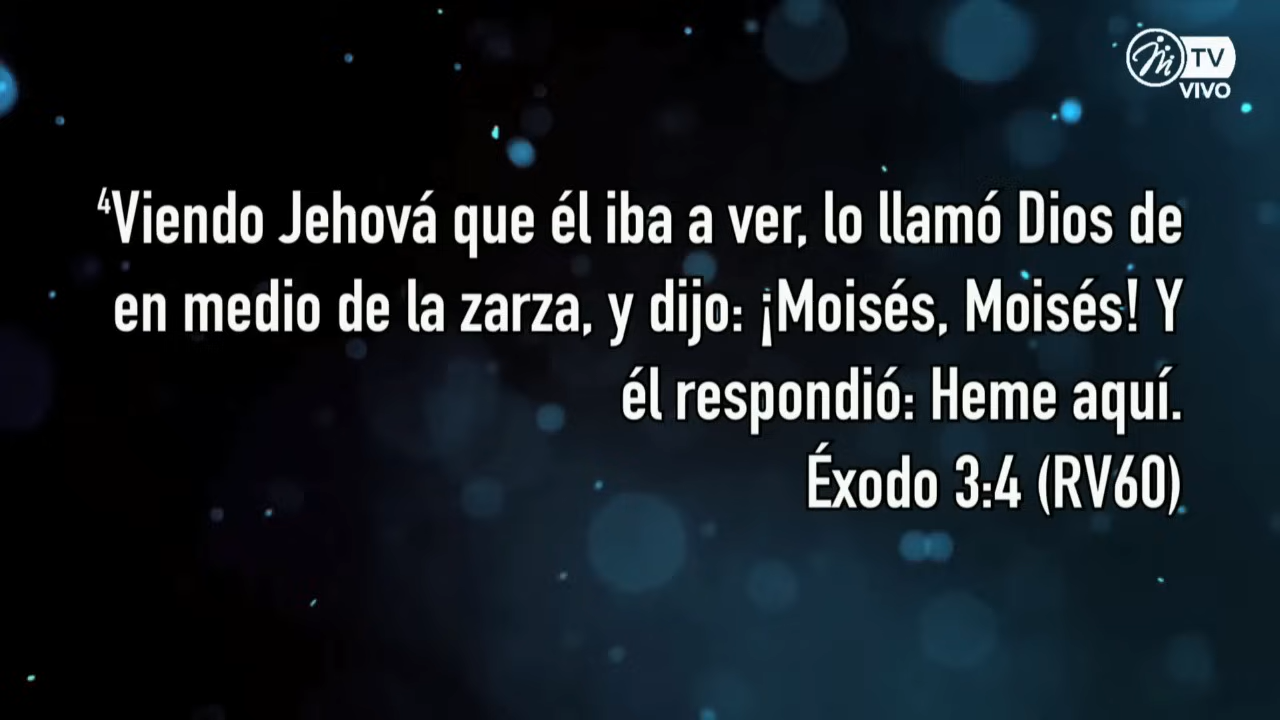 TV
VIVO
⁴Viendo Jehová que él iba a ver, lo llamó Dios de
en medio de la zarza, y dijo: ¡Moisés, Moisés! Y
él respondió: Heme aquí.
Éxodo 3:4 (RV60)